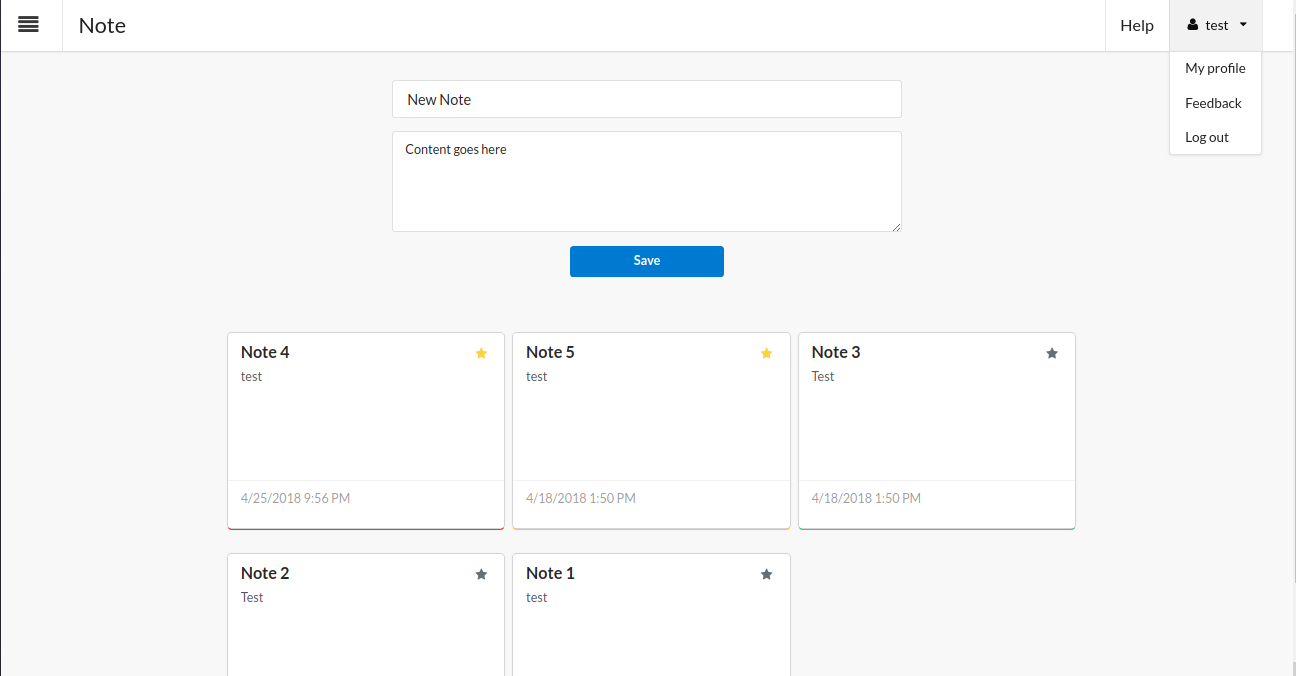 Note
Help
test
My profile
Feedback
Log out
New Note
Content goes here
Save
Note 4
test
4/25/2018 9:56 PM
Note 5
test
4/18/2018 1:50 PM
Note 3
Test
4/18/2018 1:50 PM
Note 2
Test
Note 1
test